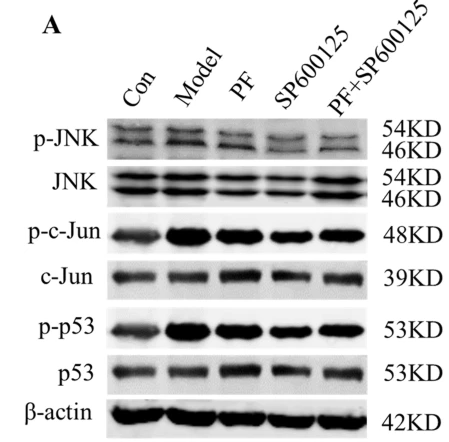 A
Con Model PF SP600125 PF+SP600125
p-JNK 54KD
46KD
JNK 54KD
46KD
p-c-Jun 48KD
c-Jun 39KD
p-p53 53KD
p53 53KD
β-actin 42KD